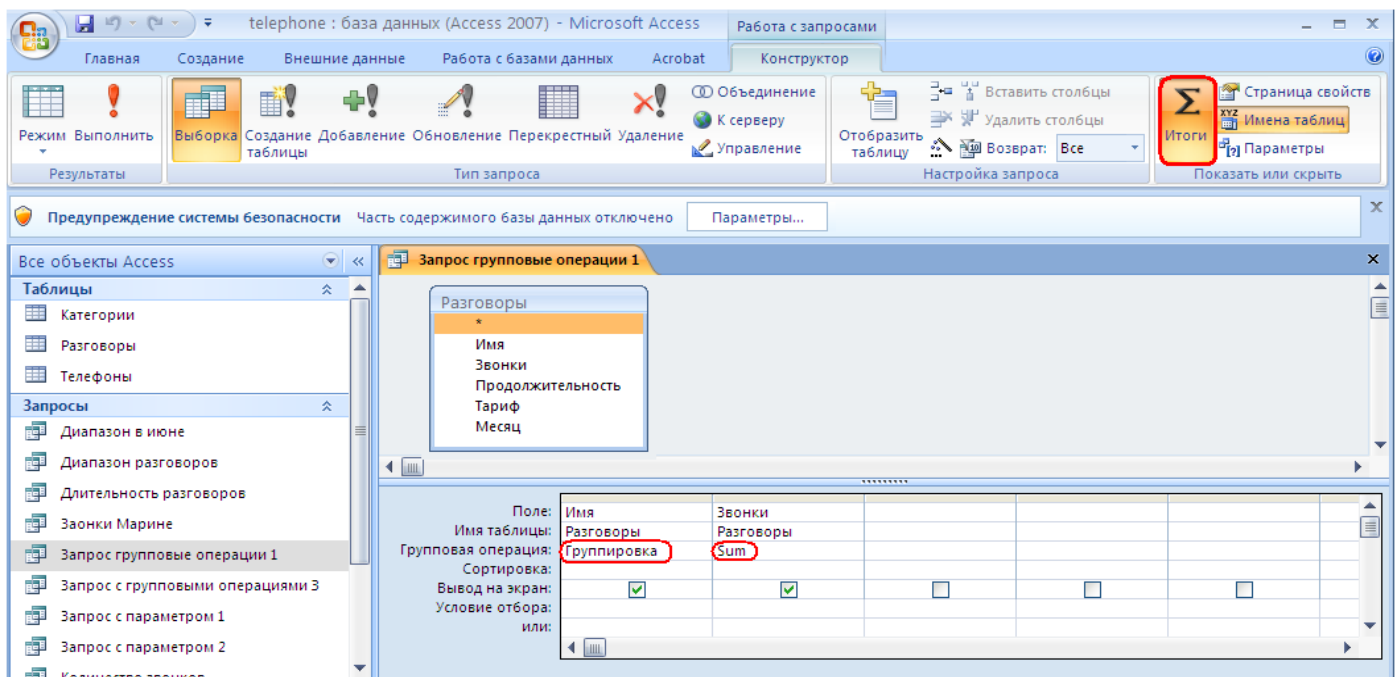 telephone : база данных (Access 2007) - Microsoft Access
Работа с запросами
Главная
Создание
Внешние данные
Работа с базами данных
Acrobat
Конструктор
Режим
Выполнить
Результаты
Выборка
Создание таблицы
Добавление
Обновление
Перекрестный
Удаление
Объединение
К серверу
Управление
Тип запроса
Отобразить таблицу
Вставить столбцы
Удалить столбцы
Возврат: Все
Настройка запроса
Итоги
Страница свойств
Имена таблиц
Параметры
Показать или скрыть
Предупреждение системы безопасности Часть содержимого базы данных отключено
Параметры...
Все объекты Access
Таблицы
Категории
Разговоры
Телефоны
Запросы
Диапазон в июне
Диапазон разговоров
Длительность разговоров
Заонки Марине
Запрос групповые операции 1
Запрос с групповыми операциями 3
Запрос с параметром 1
Запрос с параметром 2
Количество звонков
Запрос групповые операции 1
Разговоры
*
Имя
Звонки
Продолжительность
Тариф
Месяц
Поле: Имя Звонки
Имя таблицы: Разговоры Разговоры
Групповая операция: Группировка Sum
Сортировка:
Вывод на экран:
Условие отбора:
или: